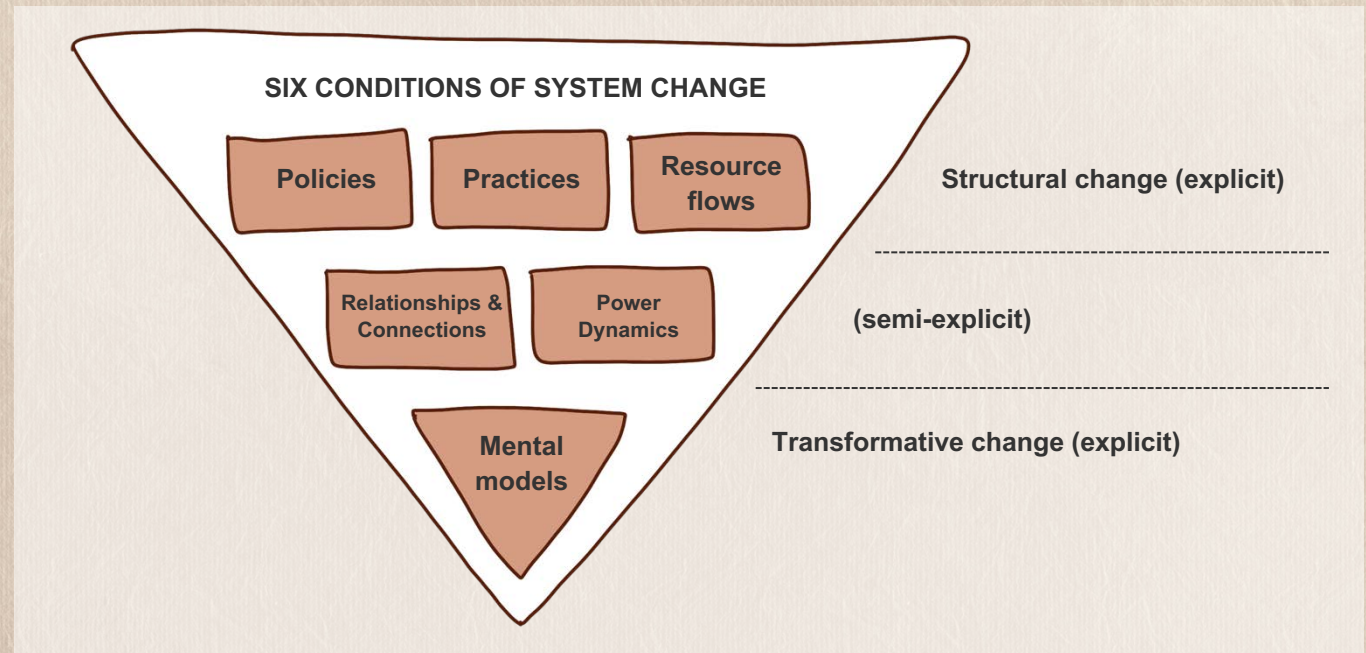 SIX CONDITIONS OF SYSTEM CHANGE
Policies
Practices
Resource
flows
Structural change (explicit)
Relationships &
Connections
Power
Dynamics
(semi-explicit)
Mental
models
Transformative change (explicit)